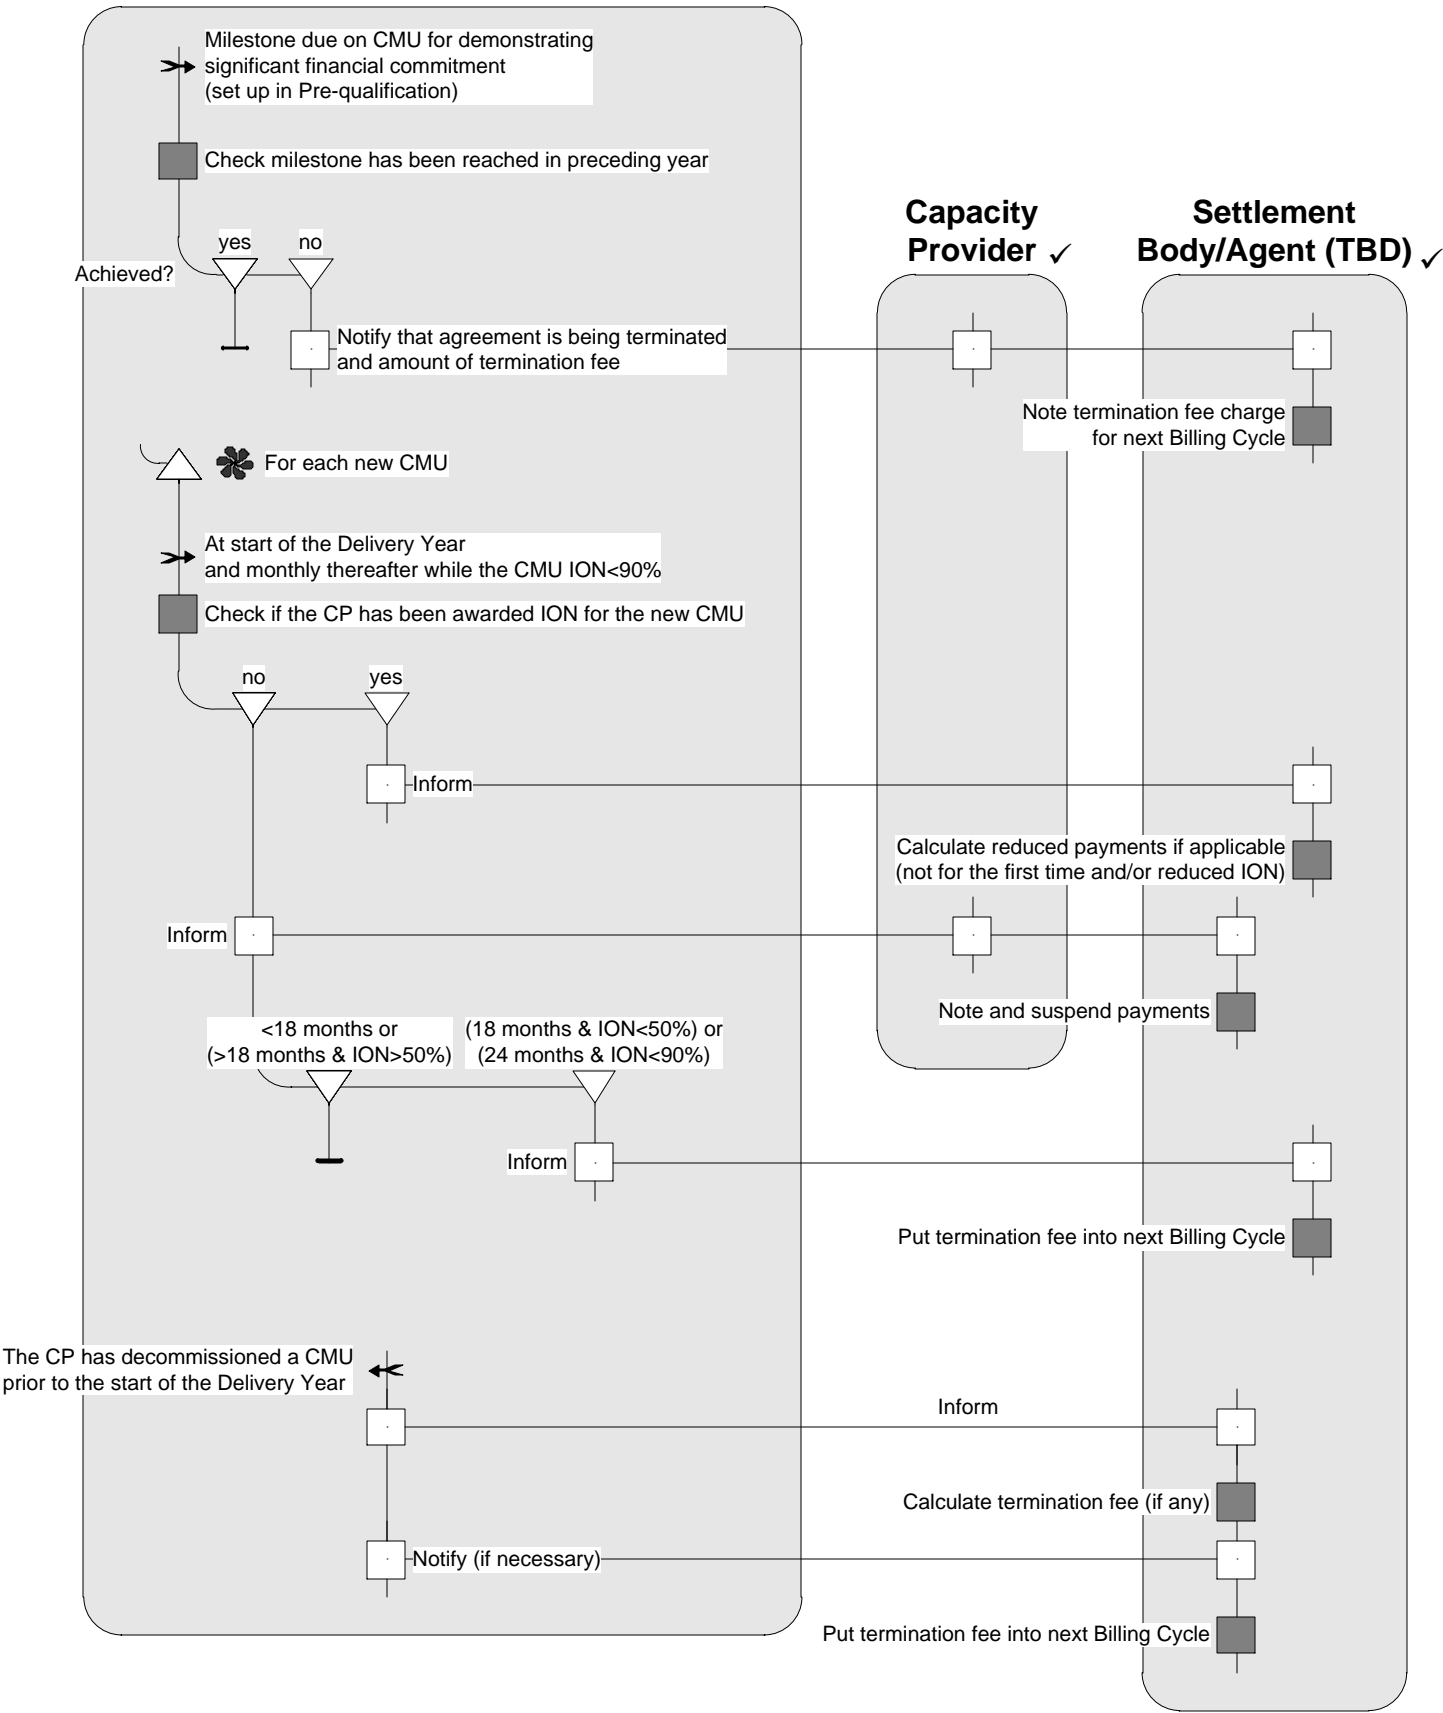 Milestone due on CMU for demonstrating
significant financial commitment
(set up in Pre-qualification)
Check milestone has been reached in preceding year
Capacity
Provider ✓
Settlement
Body/Agent (TBD) ✓
yes
no
Achieved?
Notify that agreement is being terminated
and amount of termination fee
Note termination fee charge
for next Billing Cycle
For each new CMU
At start of the Delivery Year
and monthly thereafter while the CMU ION<90%
Check if the CP has been awarded ION for the new CMU
no
yes
Inform
Calculate reduced payments if applicable
(not for the first time and/or reduced ION)
Inform
Note and suspend payments
<18 months or
(>18 months & ION>50%)
(18 months & ION<50%) or
(24 months & ION<90%)
Inform
Put termination fee into next Billing Cycle
The CP has decommissioned a CMU
prior to the start of the Delivery Year
Inform
Calculate termination fee (if any)
Notify (if necessary)
Put termination fee into next Billing Cycle